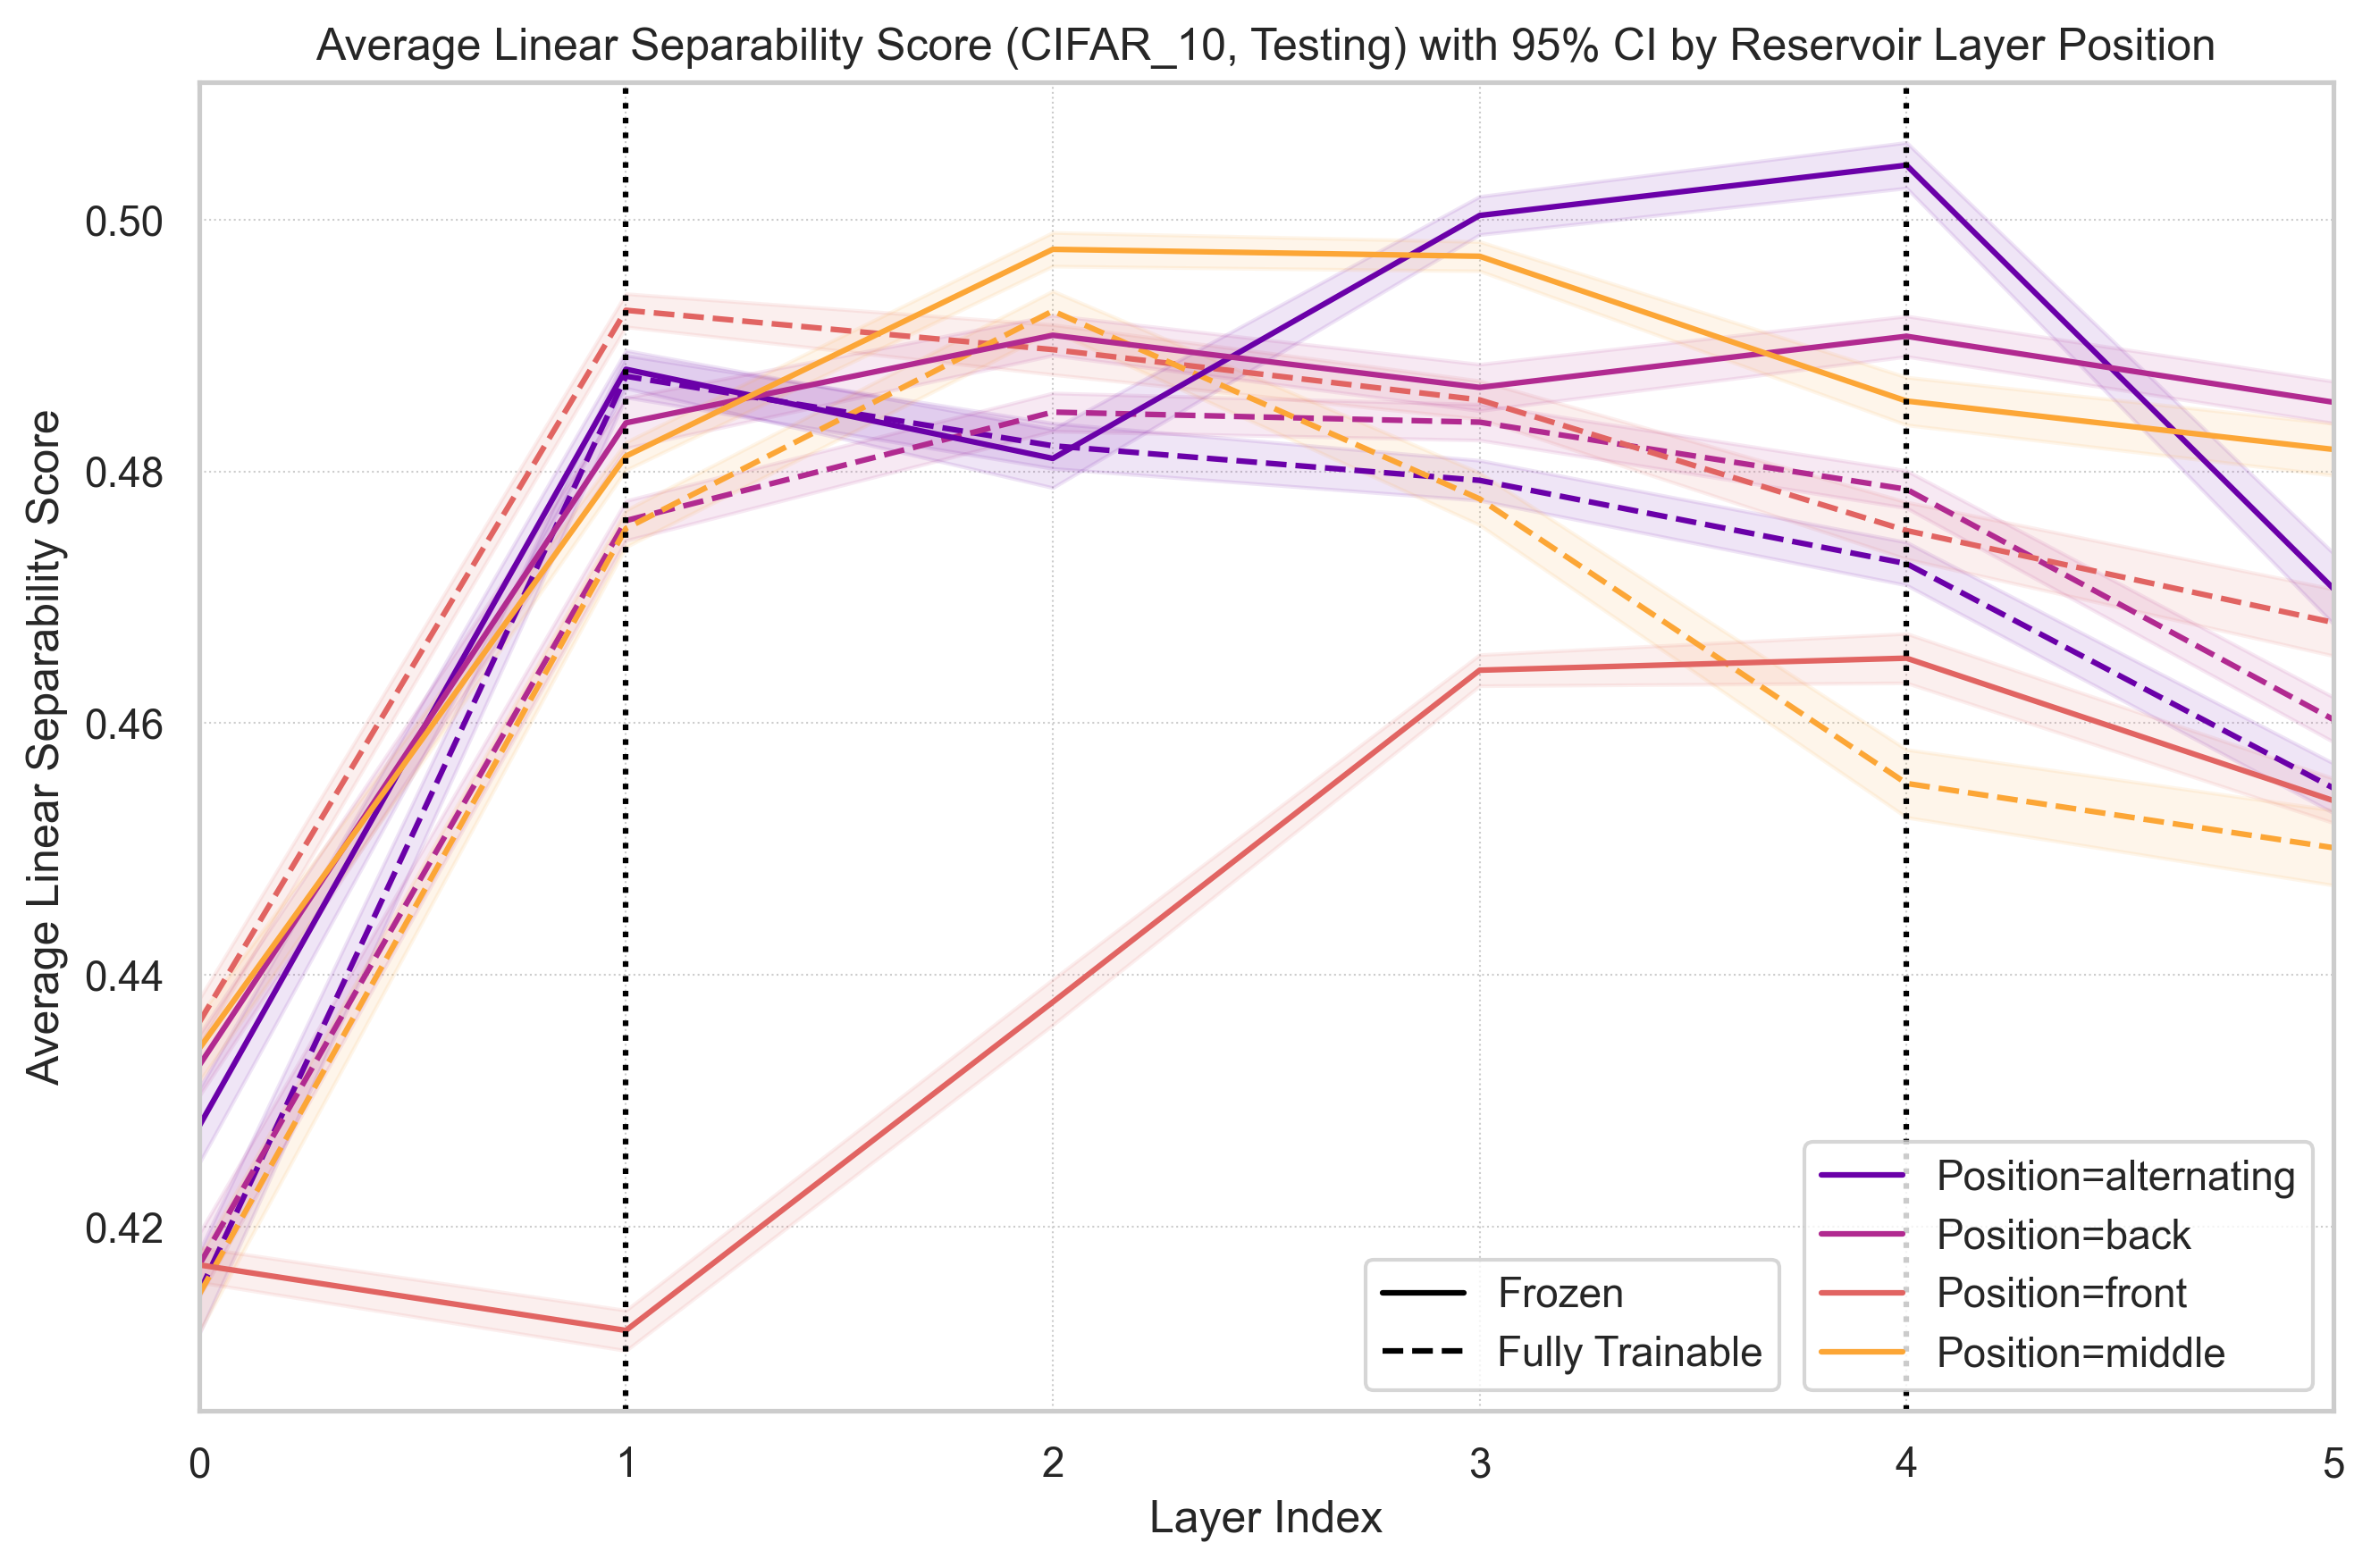 Average Linear Separability Score (CIFAR_10, Testing) with 95% CI by Reservoir Layer Position
Average Linear Separability Score
0.50
0.48
0.46
0.44
0.42
0
1
2
3
4
5
Layer Index
Frozen
Fully Trainable
Position=alternating
Position=back
Position=front
Position=middle